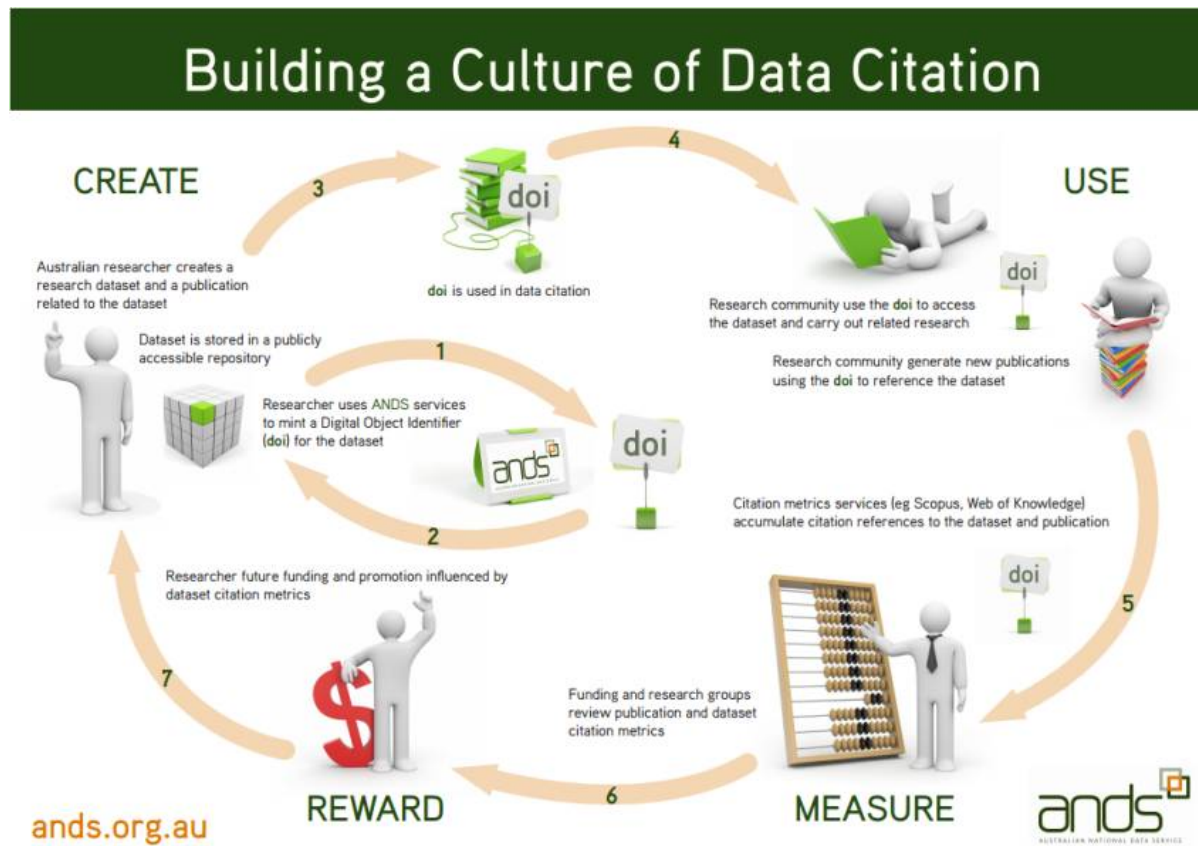 Building a Culture of Data Citation
CREATE
3
doi
4
USE
Australian researcher creates a
research dataset and a publication
related to the dataset
doi is used in data citation
doi
Research community use the doi to access
the dataset and carry out related research
Research community generate new publications
using the doi to reference the dataset
Dataset is stored in a publicly
accessible repository
1
Researcher uses ANDS services
to mint a Digital Object Identifier
(doi) for the dataset
ands
doi
2
Citation metrics services (eg Scopus, Web of Knowledge)
accumulate citation references to the dataset and publication
doi
5
Researcher future funding and promotion influenced by
dataset citation metrics
7
Funding and research groups
review publication and dataset
citation metrics
6
REWARD
MEASURE
ands.org.au
ands
AUSTRALIAN NATIONAL DATA SERVICE